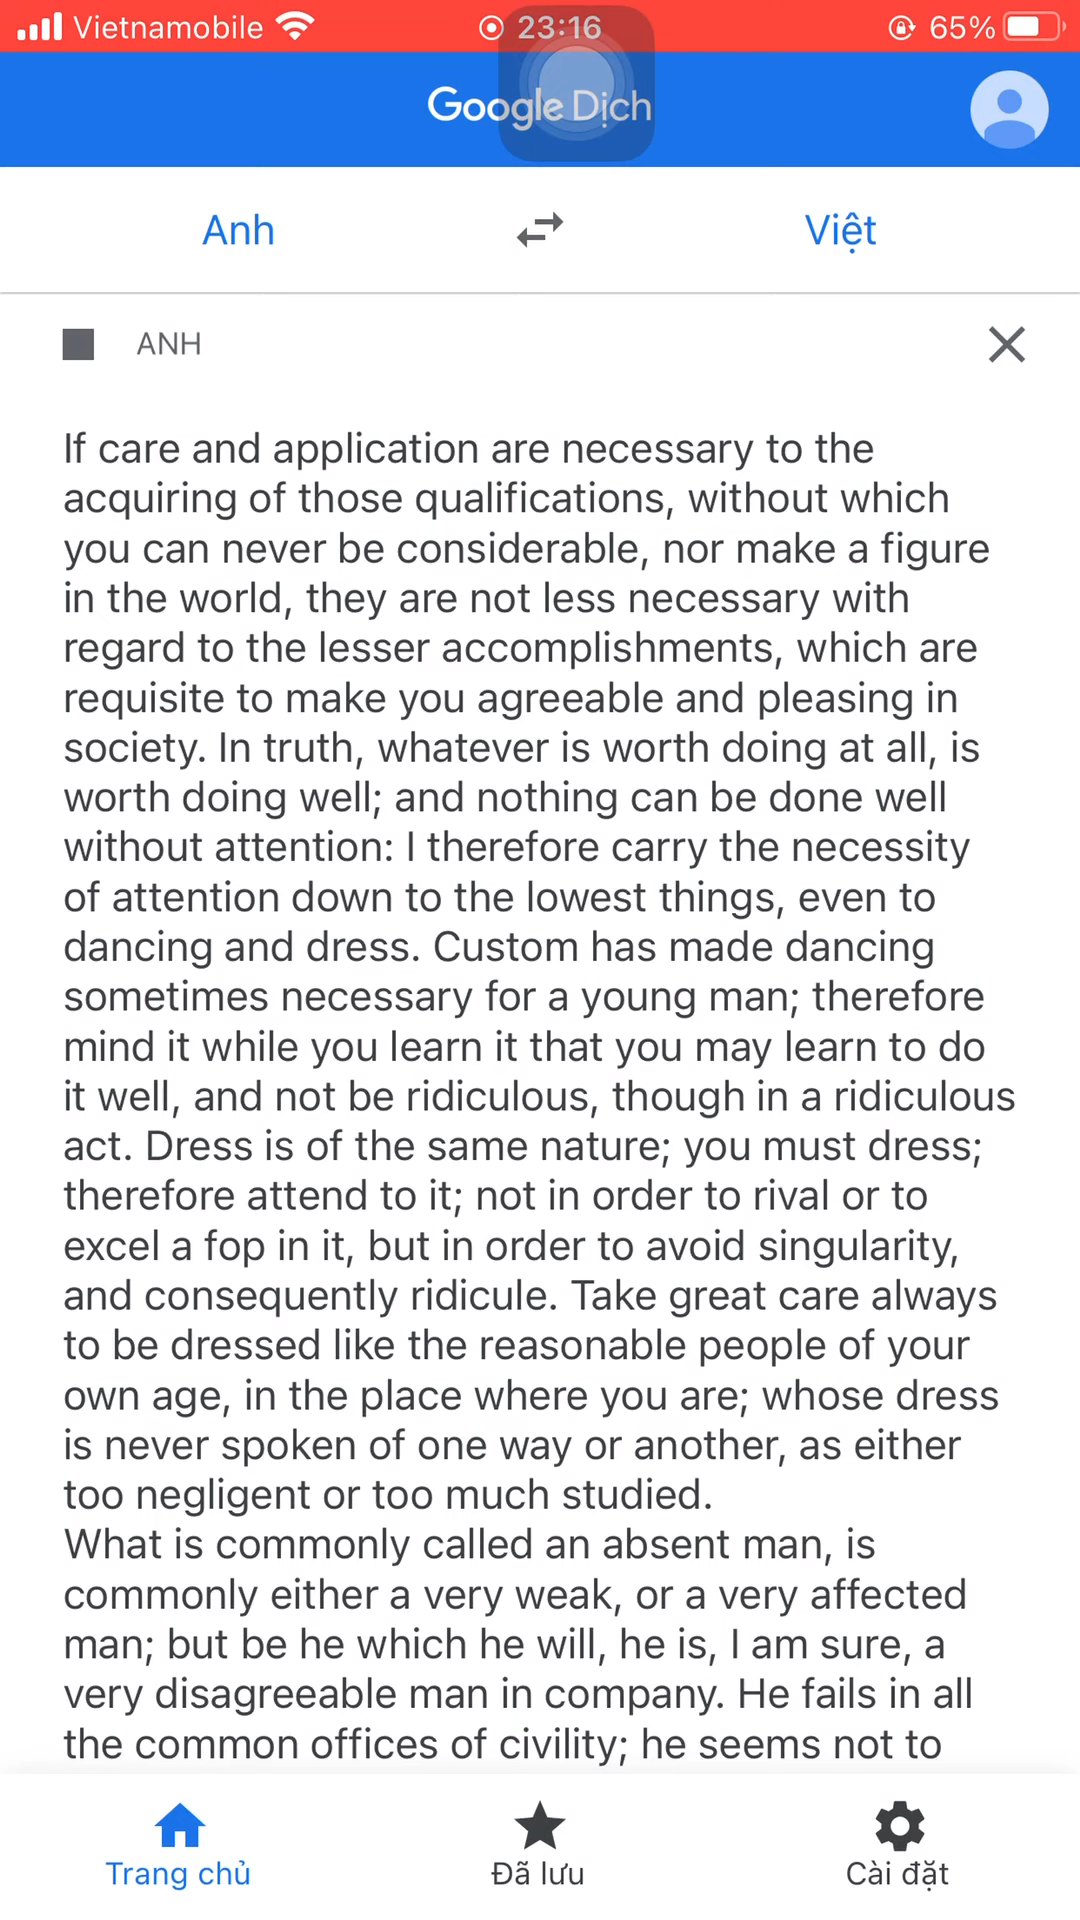 Vietnamobile 23:16 65%
Google Dịch
Anh Việt
ANH
If care and application are necessary to the
acquiring of those qualifications, without which
you can never be considerable, nor make a figure
in the world, they are not less necessary with
regard to the lesser accomplishments, which are
requisite to make you agreeable and pleasing in
society. In truth, whatever is worth doing at all, is
worth doing well; and nothing can be done well
without attention: I therefore carry the necessity
of attention down to the lowest things, even to
dancing and dress. Custom has made dancing
sometimes necessary for a young man; therefore
mind it while you learn it that you may learn to do
it well, and not be ridiculous, though in a ridiculous
act. Dress is of the same nature; you must dress;
therefore attend to it; not in order to rival or to
excel a fop in it, but in order to avoid singularity,
and consequently ridicule. Take great care always
to be dressed like the reasonable people of your
own age, in the place where you are; whose dress
is never spoken of one way or another, as either
too negligent or too much studied.
What is commonly called an absent man, is
commonly either a very weak, or a very affected
man; but be he which he will, he is, I am sure, a
very disagreeable man in company. He fails in all
the common offices of civility; he seems not to
Trang chủ Đã lưu Cài đặt